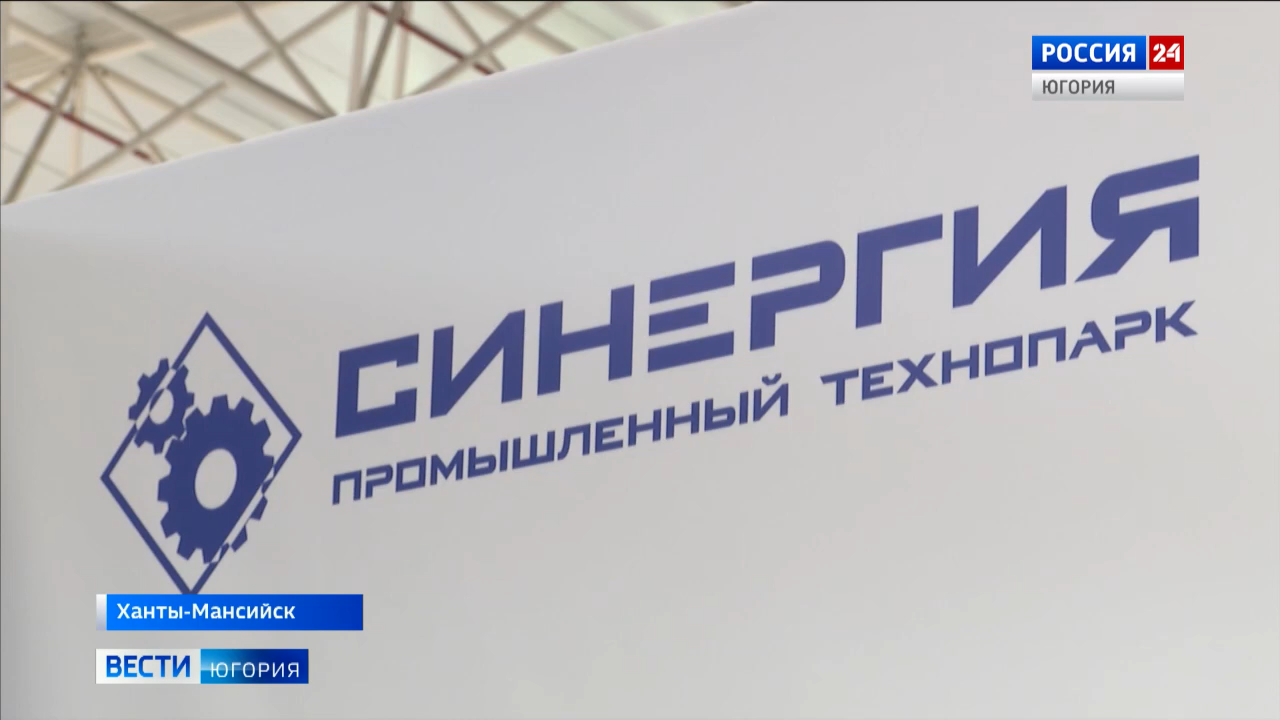 РОССИЯ 24
ЮГОРИЯ
СИНЕРГИЯ
ПРОМЫШЛЕННЫЙ ТЕХНОПАРК
Ханты-Мансийск
ВЕСТИ ЮГОРИЯ